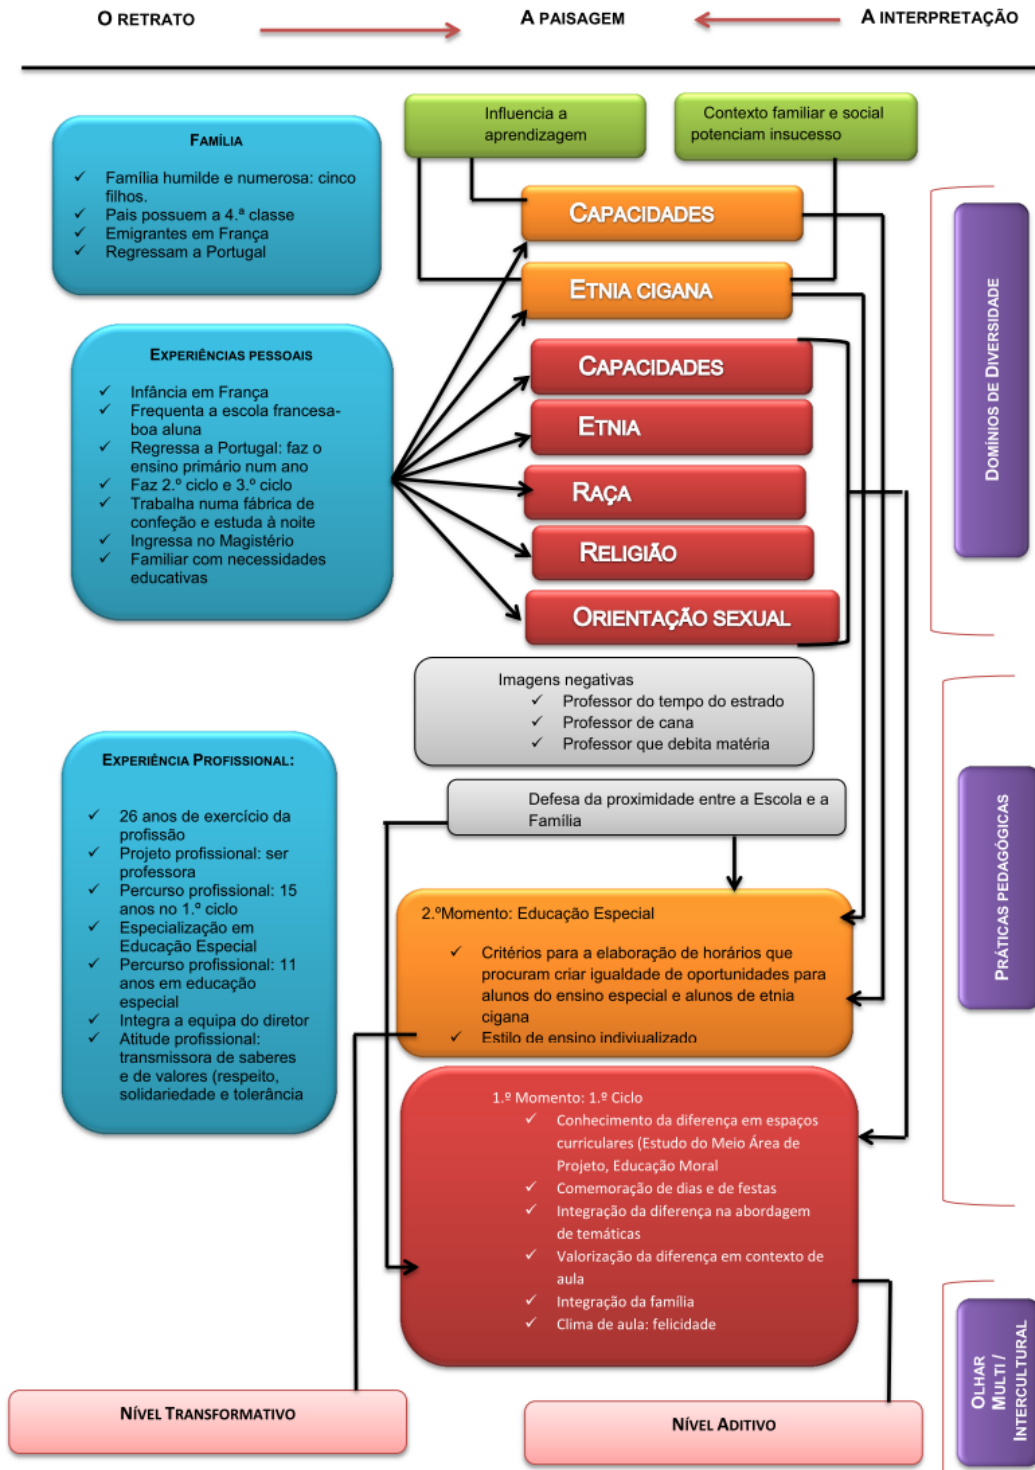 O RETRATO
A PAISAGEM
A INTERPRETAÇÃO
Influencia a
aprendizagem
Contexto familiar e social
potenciam insucesso
FAMÍLIA
✓ Família humilde e numerosa: cinco
filhos.
✓ Pais possuem a 4.ª classe
✓ Emigrantes em França
✓ Regressam a Portugal
CAPACIDADES
ETNIA CIGANA
EXPERIÊNCIAS PESSOAIS
✓ Infância em França
✓ Frequenta a escola francesa-
boa aluna
✓ Regressa a Portugal: faz o
ensino primário num ano
✓ Faz 2.º ciclo e 3.º ciclo
✓ Trabalha numa fábrica de
confeção e estuda à noite
✓ Ingressa no Magistério
✓ Familiar com necessidades
educativas
CAPACIDADES
ETNIA
RAÇA
RELIGIÃO
ORIENTAÇÃO SEXUAL
DOMÍNIOS DE DIVERSIDADE
Imagens negativas
✓ Professor do tempo do estrado
✓ Professor de cana
✓ Professor que debita matéria
Defesa da proximidade entre a Escola e a
Família
EXPERIÊNCIA PROFISSIONAL:
✓ 26 anos de exercício da
profissão
✓ Projeto profissional: ser
professora
✓ Percurso profissional: 15
anos no 1.º ciclo
✓ Especialização em
Educação Especial
✓ Percurso profissional: 11
anos em educação
especial
✓ Integra a equipa do diretor
✓ Atitude profissional:
transmissora de saberes
e de valores (respeito,
solidariedade e tolerância
2.ºMomento: Educação Especial
✓ Critérios para a elaboração de horários que
procuram criar igualdade de oportunidades para
alunos do ensino especial e alunos de etnia
cigana
✓ Estilo de ensino indiviualizado
PRÁTICAS PEDAGÓGICAS
1.º Momento: 1.º Ciclo
✓ Conhecimento da diferença em espaços
curriculares (Estudo do Meio Área de
Projeto, Educação Moral
✓ Comemoração de dias e de festas
✓ Integração da diferença na abordagem
de temáticas
✓ Valorização da diferença em contexto de
aula
✓ Integração da família
✓ Clima de aula: felicidade
OLHAR
MULTI /
INTERCULTURAL
NÍVEL TRANSFORMATIVO
NÍVEL ADITIVO